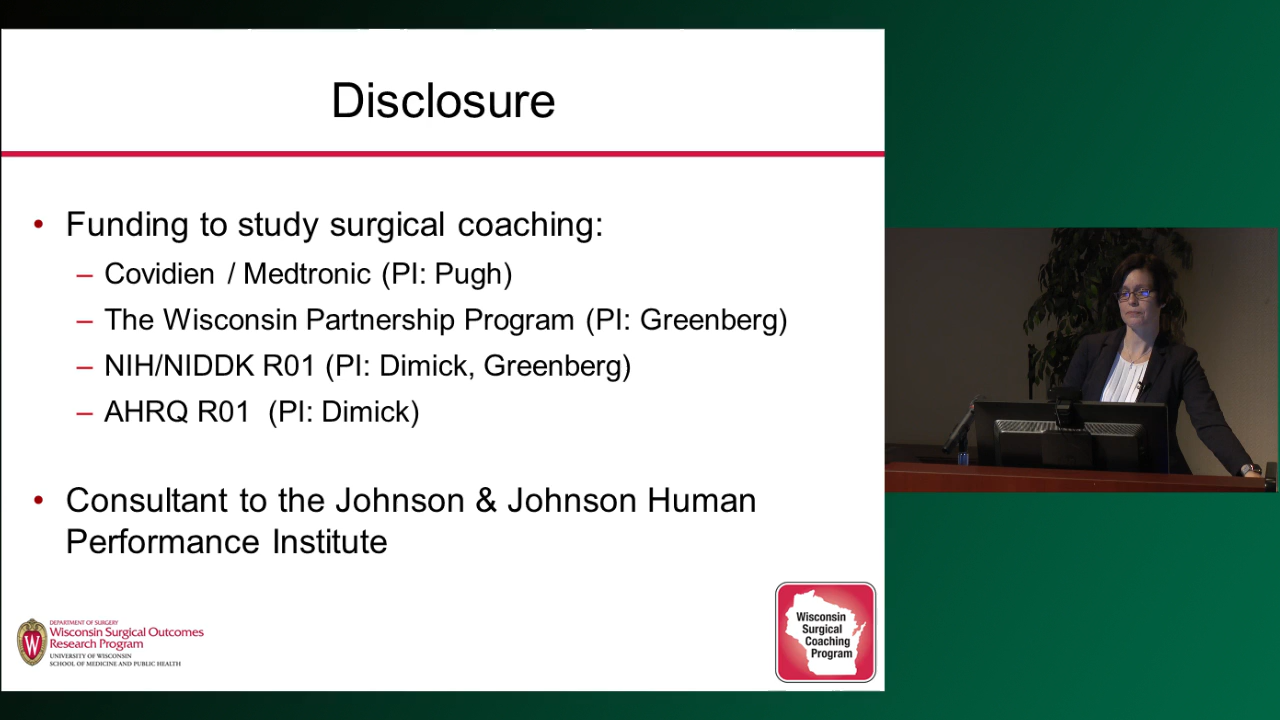 Disclosure
• Funding to study surgical coaching:
– Covidien / Medtronic (PI: Pugh)
– The Wisconsin Partnership Program (PI: Greenberg)
– NIH/NIDDK R01 (PI: Dimick, Greenberg)
– AHRQ R01 (PI: Dimick)
• Consultant to the Johnson & Johnson Human
Performance Institute
W
DEPARTMENT OF SURGERY
Wisconsin Surgical Outcomes
Research Program
UNIVERSITY OF WISCONSIN
SCHOOL OF MEDICINE AND PUBLIC HEALTH
Wisconsin
Surgical
Coaching
Program